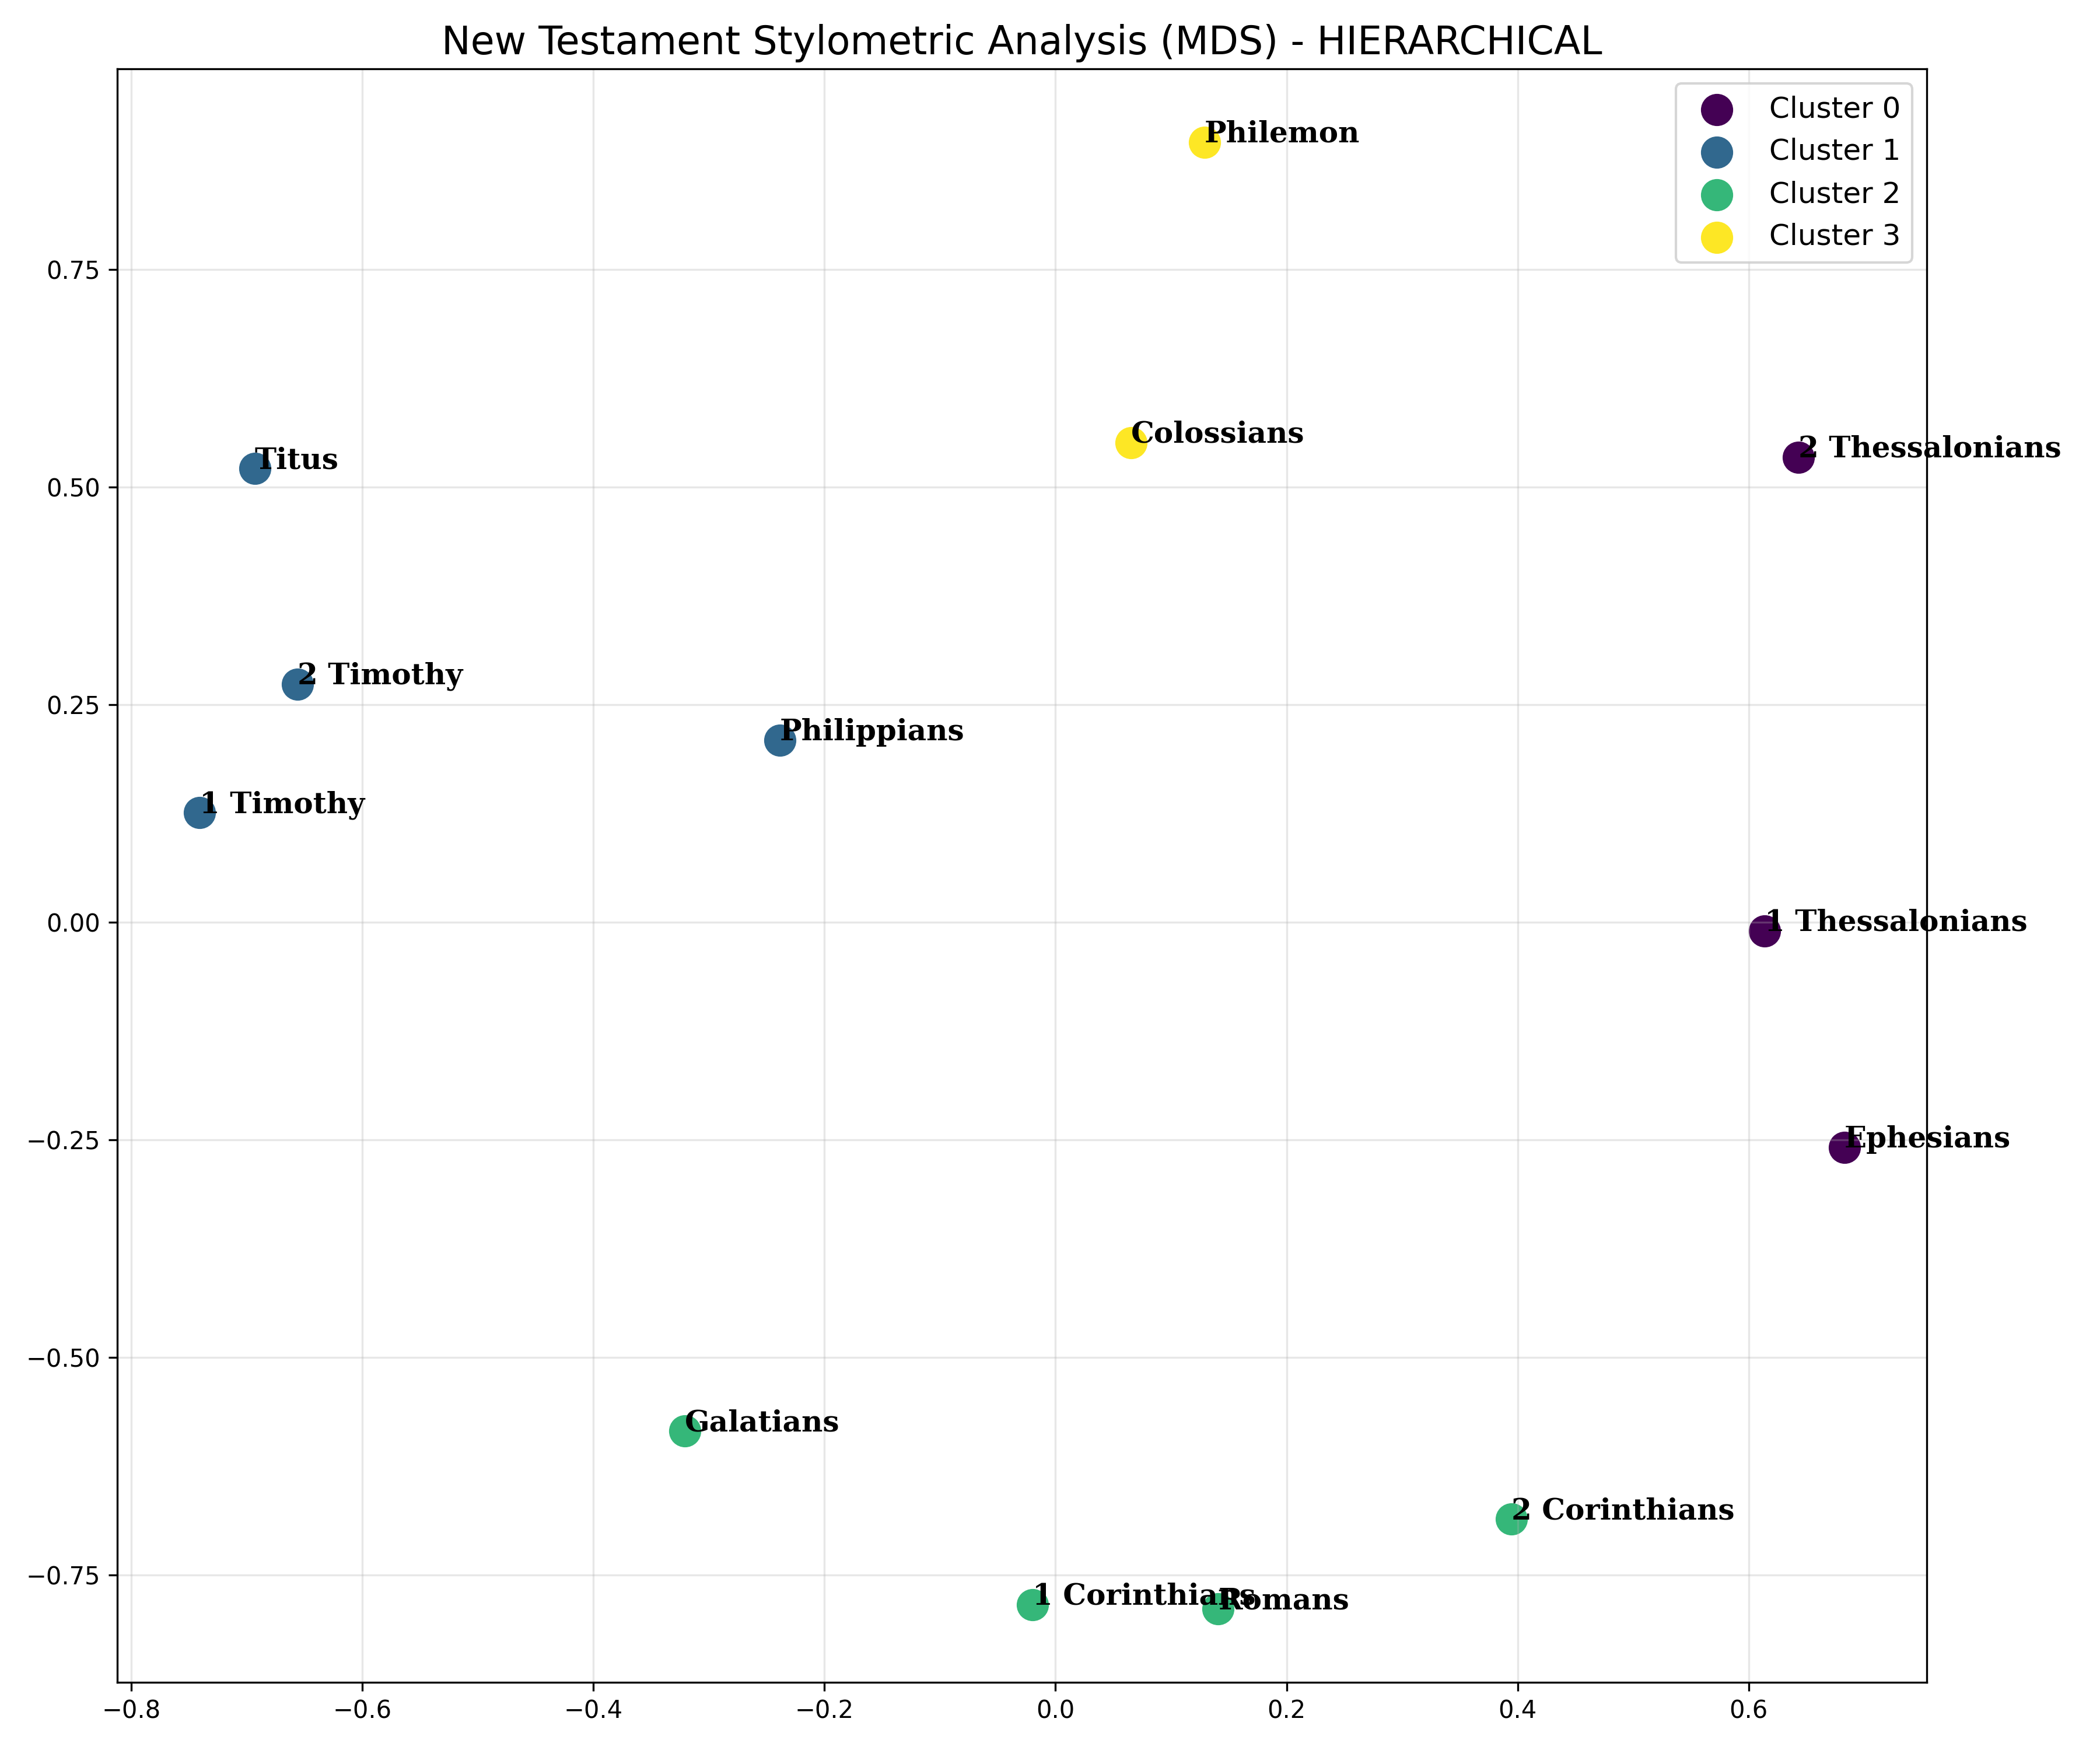 New Testament Stylometric Analysis (MDS) - HIERARCHICAL
Cluster 0
Cluster 1
Cluster 2
Cluster 3
Philemon
Colossians
2 Thessalonians
Titus
2 Timothy
Philippians
1 Timothy
1 Thessalonians
Ephesians
Galatians
2 Corinthians
1 Corinthians
Romans
0.75
0.50
0.25
0.00
−0.25
−0.50
−0.75
−0.8 −0.6 −0.4 −0.2 0.0 0.2 0.4 0.6